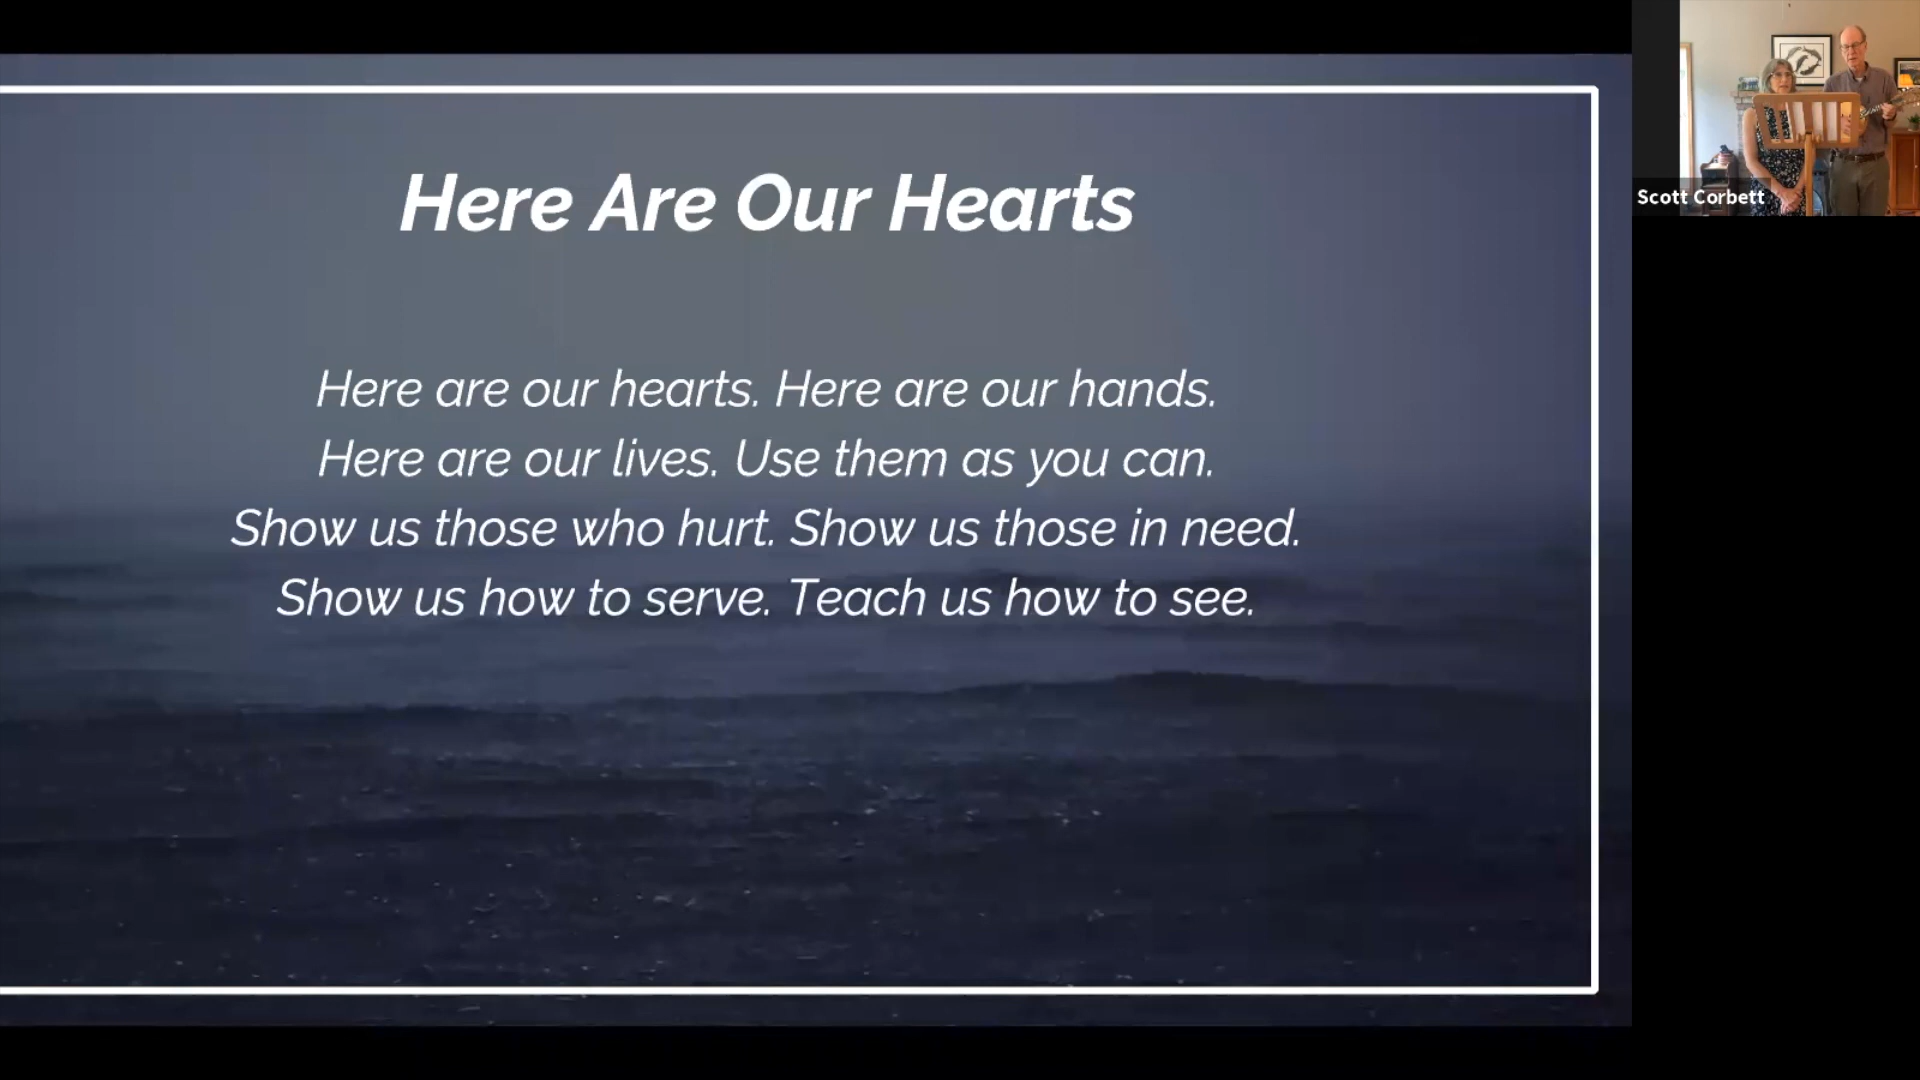 Here Are Our Hearts
Here are our hearts. Here are our hands.
Here are our lives. Use them as you can.
Show us those who hurt. Show us those in need.
Show us how to serve. Teach us how to see.
Scott Corbett